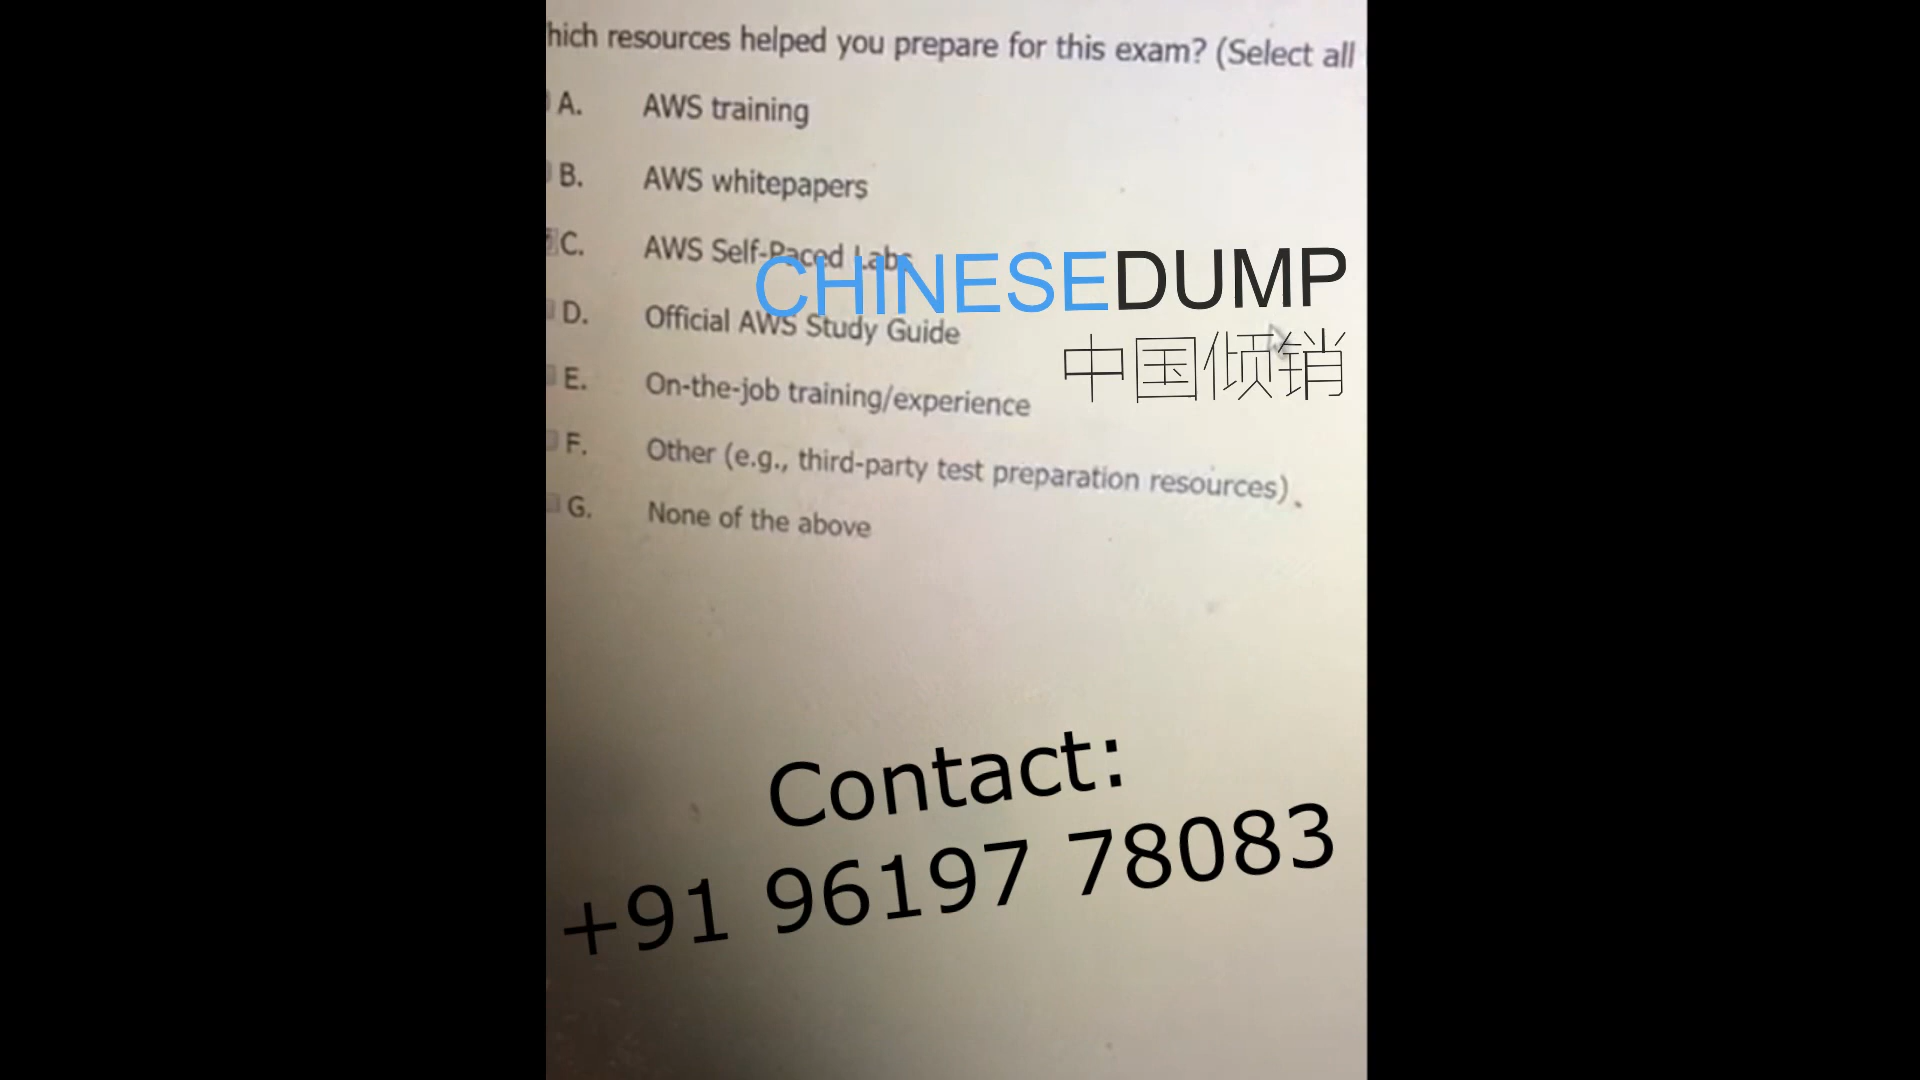 hich resources helped you prepare for this exam? (Select all
A. AWS training
B. AWS whitepapers
C. AWS Self-Paced Labs
D. Official AWS Study Guide
E. On-the-job training/experience
F. Other (e.g., third-party test preparation resources).
G. None of the above
CHINESEDUMP
中国倾销
Contact:
+91 96197 78083